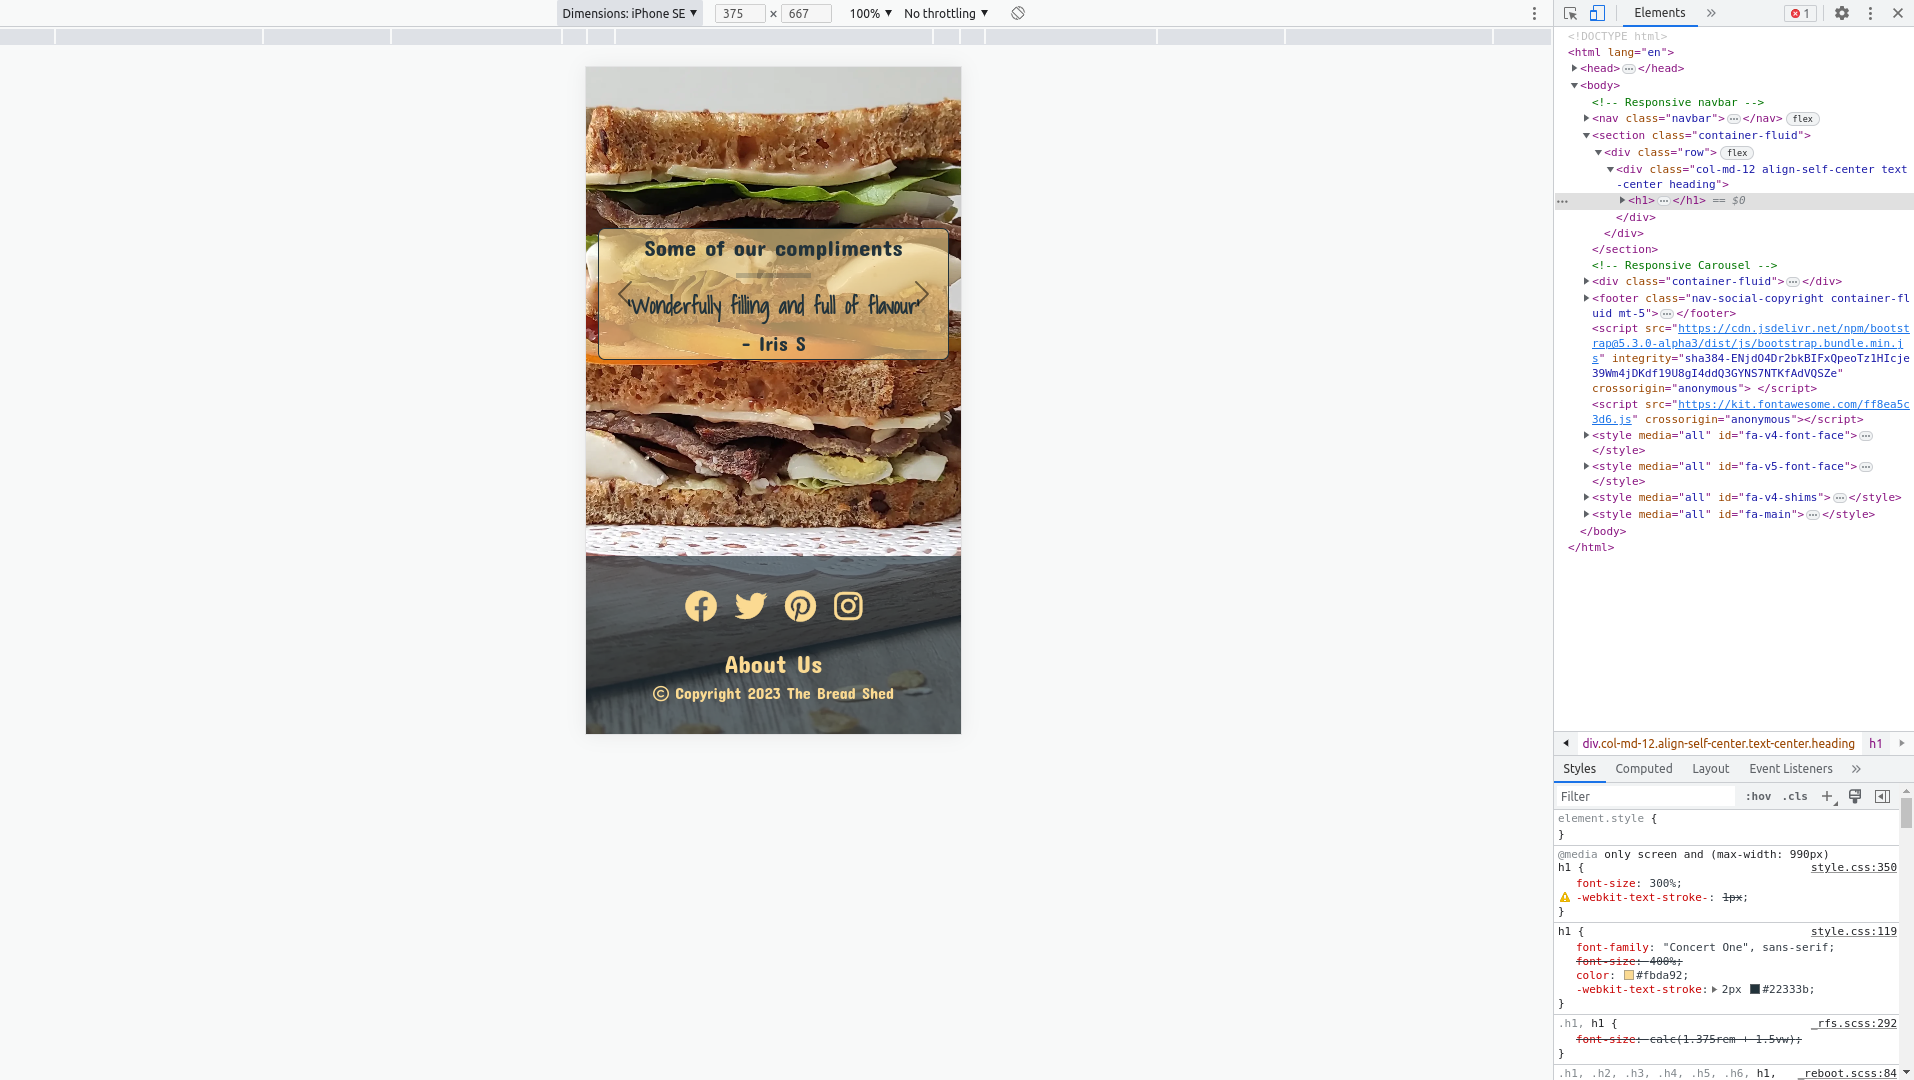 Dimensions: iPhone SE ▼ 375 × 667 100% ▼ No throttling ▼
Elements » 1
<!DOCTYPE html>
<html lang="en">
<head> ••• </head>
<body>
<!-- Responsive navbar -->
<nav class="navbar"> ••• </nav> flex
<section class="container-fluid">
<div class="row"> flex
<div class="col-md-12 align-self-center text
-center heading">
••• <h1> ••• </h1> == $0
</div>
</div>
</section>
<!-- Responsive Carousel -->
<div class="container-fluid"> ••• </div>
<footer class="nav-social-copyright container-fl
uid mt-5"> ••• </footer>
<script src="https://cdn.jsdelivr.net/npm/bootst
rap@5.3.0-alpha3/dist/js/bootstrap.bundle.min.j
s" integrity="sha384-ENjdO4Dr2bkBIFxQpeoTz1HIcje
39Wm4jDKdf19U8gI4ddQ3GYNS7NTKfAdVQSZe"
crossorigin="anonymous"> </script>
<script src="https://kit.fontawesome.com/ff8ea5c
3d6.js" crossorigin="anonymous"></script>
<style media="all" id="fa-v4-font-face"> •••
</style>
<style media="all" id="fa-v5-font-face"> •••
</style>
<style media="all" id="fa-v4-shims"> ••• </style>
<style media="all" id="fa-main"> ••• </style>
</body>
</html>
Some of our compliments
"Wonderfully filling and full of flavour"
- Iris S
About Us
© Copyright 2023 The Bread Shed
div.col-md-12.align-self-center.text-center.heading h1
Styles Computed Layout Event Listeners »
Filter :hov .cls +
element.style {
}
@media only screen and (max-width: 990px)
h1 { style.css:350
font-size: 300%;
-webkit-text-stroke-: 1px;
}
h1 { style.css:119
font-family: "Concert One", sans-serif;
font-size: 400%;
color: #fbda92;
-webkit-text-stroke: 2px #22333b;
}
.h1, h1 { _rfs.scss:292
font-size: calc(1.375rem + 1.5vw);
}
.h1, .h2, .h3, .h4, .h5, .h6, h1, _reboot.scss:84